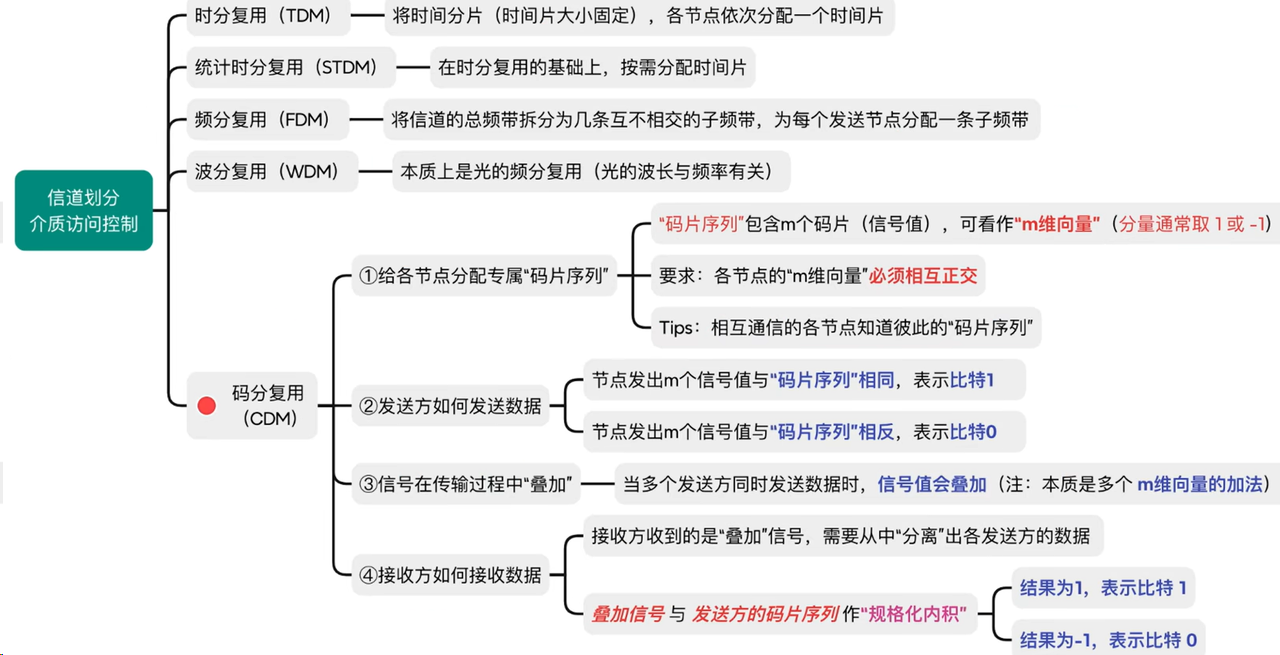 时分复用（TDM）
将时间分片（时间片大小固定），各节点依次分配一个时间片
统计时分复用（STDM）
在时分复用的基础上，按需分配时间片
频分复用（FDM）
将信道的总频带拆分为几条互不相交的子频带，为每个发送节点分配一条子频带
波分复用（WDM）
本质上是光的频分复用（光的波长与频率有关）
信道划分
介质访问控制
码分复用
（CDM）
①给各节点分配专属“码片序列”
“码片序列”包含m个码片（信号值），可看作“m维向量”（分量通常取 1 或 -1）
要求：各节点的“m维向量”必须相互正交
Tips：相互通信的各节点知道彼此的“码片序列”
②发送方如何发送数据
节点发出m个信号值与“码片序列”相同，表示比特1
节点发出m个信号值与“码片序列”相反，表示比特0
③信号在传输过程中“叠加”
当多个发送方同时发送数据时，信号值会叠加（注：本质是多个 m维向量的加法）
④接收方如何接收数据
接收方收到的是“叠加”信号，需要从中“分离”出各发送方的数据
叠加信号 与 发送方的码片序列 作“规格化内积”
结果为1，表示比特 1
结果为-1，表示比特 0